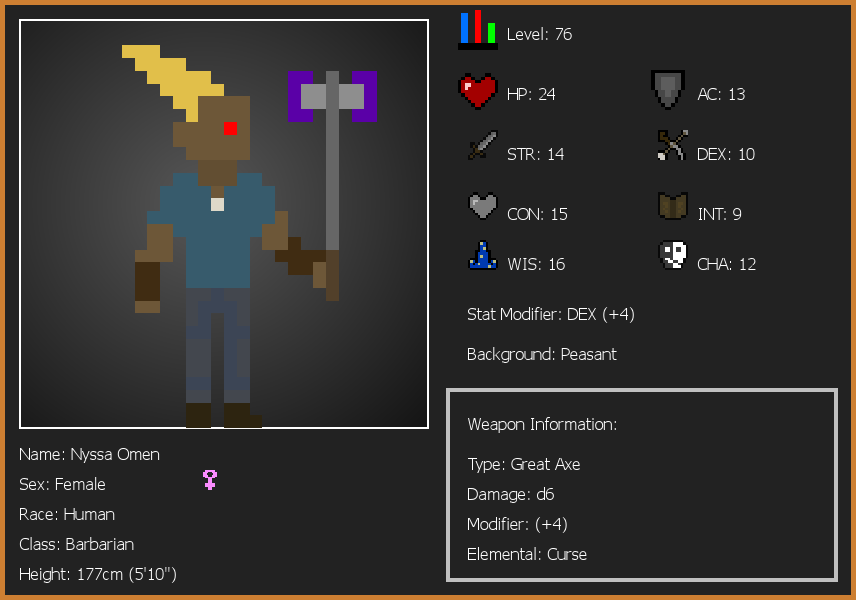 Level: 76
HP: 24
AC: 13
STR: 14
DEX: 10
CON: 15
INT: 9
WIS: 16
CHA: 12
Stat Modifier: DEX (+4)
Background: Peasant
Weapon Information:
Type: Great Axe
Damage: d6
Modifier: (+4)
Elemental: Curse
Name: Nyssa Omen
Sex: Female
Race: Human
Class: Barbarian
Height: 177cm (5'10")